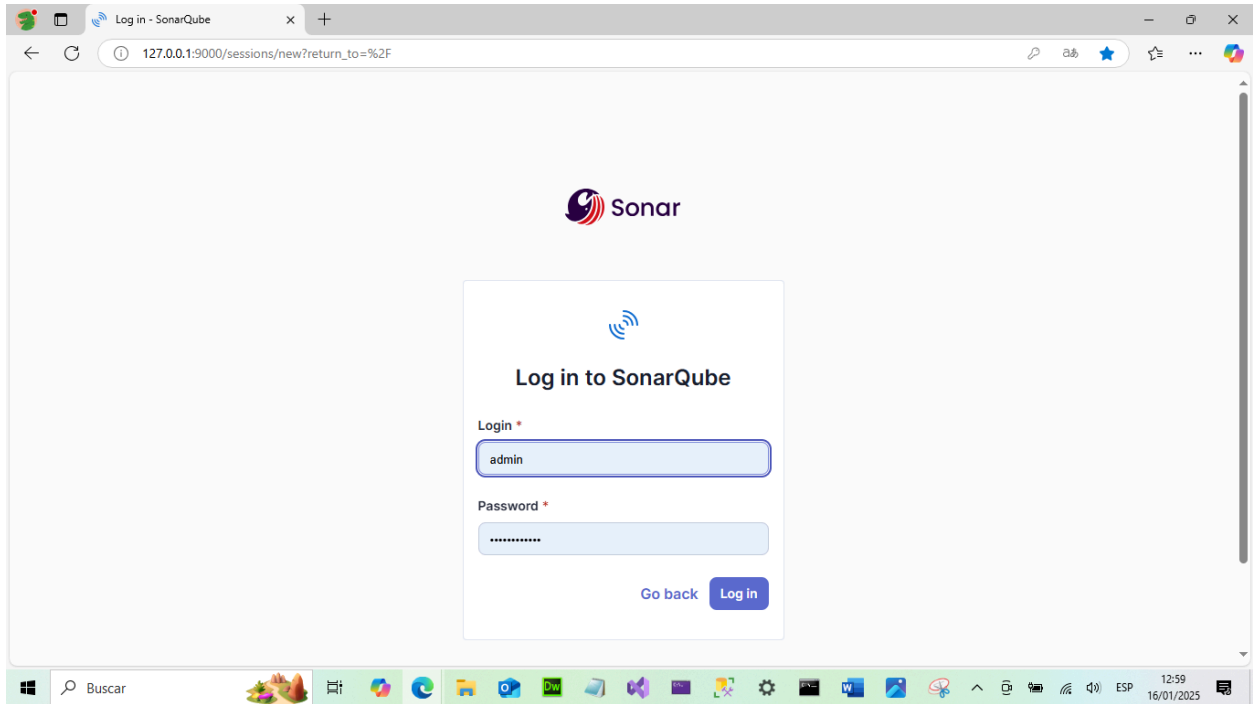 Log in - SonarQube
127.0.0.1:9000/sessions/new?return_to=%2F
Sonar
Log in to SonarQube
Login *
admin
Password *
••••••••••••
Go back Log in
Buscar
Dw
ESP
12:59
16/01/2025